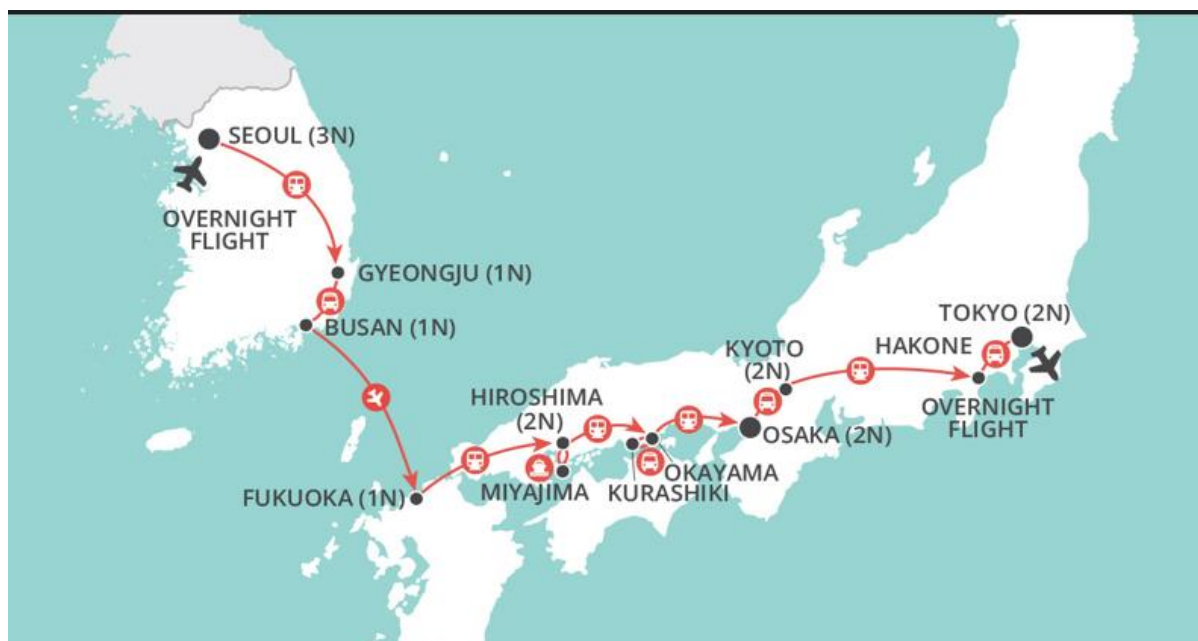 SEOUL (3N)
OVERNIGHT
FLIGHT
GYEONGJU (1N)
BUSAN (1N)
FUKUOKA (1N)
HIROSHIMA
(2N)
MIYAJIMA
KURASHIKI
OKAYAMA
OSAKA (2N)
KYOTO
(2N)
HAKONE
TOKYO (2N)
OVERNIGHT
FLIGHT